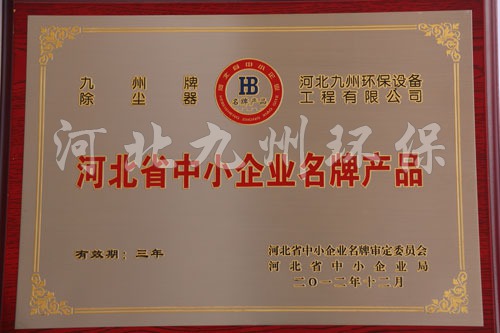 九州牌
除尘器
HB
名牌产品
河北九州环保设备
工程有限公司
河北九州环保
河北省中小企业名牌产品
有效期：三年
河北省中小企业名牌审定委员会
河北省中小企业局
二〇一二年十二月